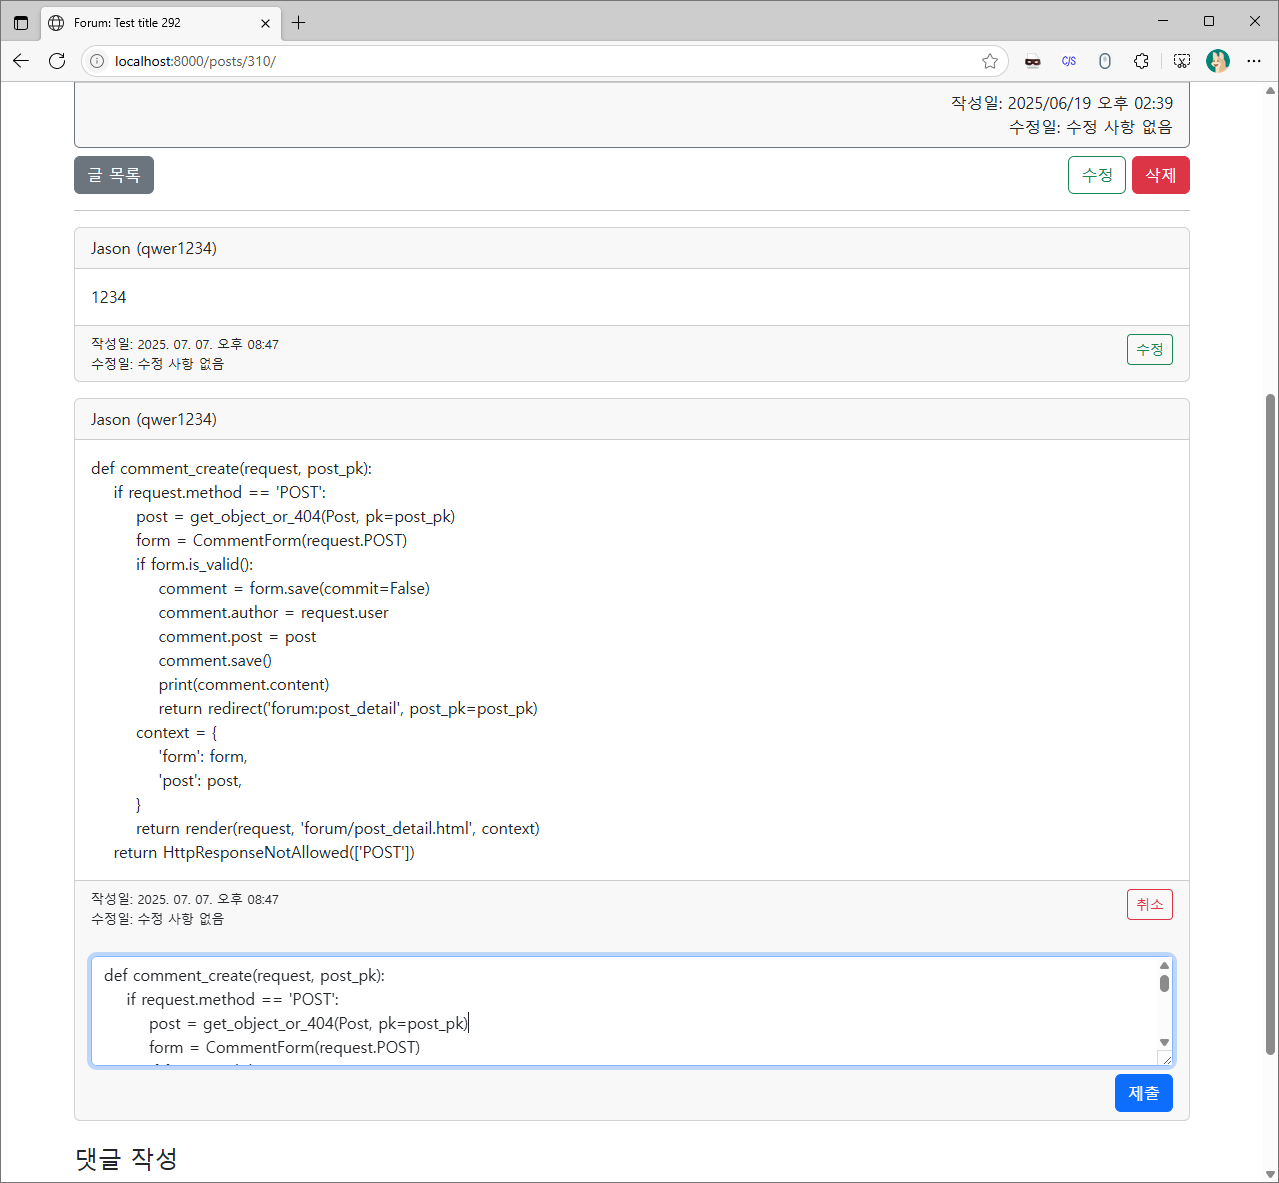 Forum: Test title 292
localhost:8000/posts/310/
C/S
작성일: 2025/06/19 오후 02:39
수정일: 수정 사항 없음
글 목록
수정
삭제
Jason (qwer1234)
1234
작성일: 2025. 07. 07. 오후 08:47
수정일: 수정 사항 없음
수정
Jason (qwer1234)
def comment_create(request, post_pk):
    if request.method == 'POST':
        post = get_object_or_404(Post, pk=post_pk)
        form = CommentForm(request.POST)
        if form.is_valid():
            comment = form.save(commit=False)
            comment.author = request.user
            comment.post = post
            comment.save()
            print(comment.content)
            return redirect('forum:post_detail', post_pk=post_pk)
        context = {
            'form': form,
            'post': post,
        }
        return render(request, 'forum/post_detail.html', context)
    return HttpResponseNotAllowed(['POST'])
작성일: 2025. 07. 07. 오후 08:47
수정일: 수정 사항 없음
취소
def comment_create(request, post_pk):
    if request.method == 'POST':
        post = get_object_or_404(Post, pk=post_pk)
        form = CommentForm(request.POST)
제출
댓글 작성